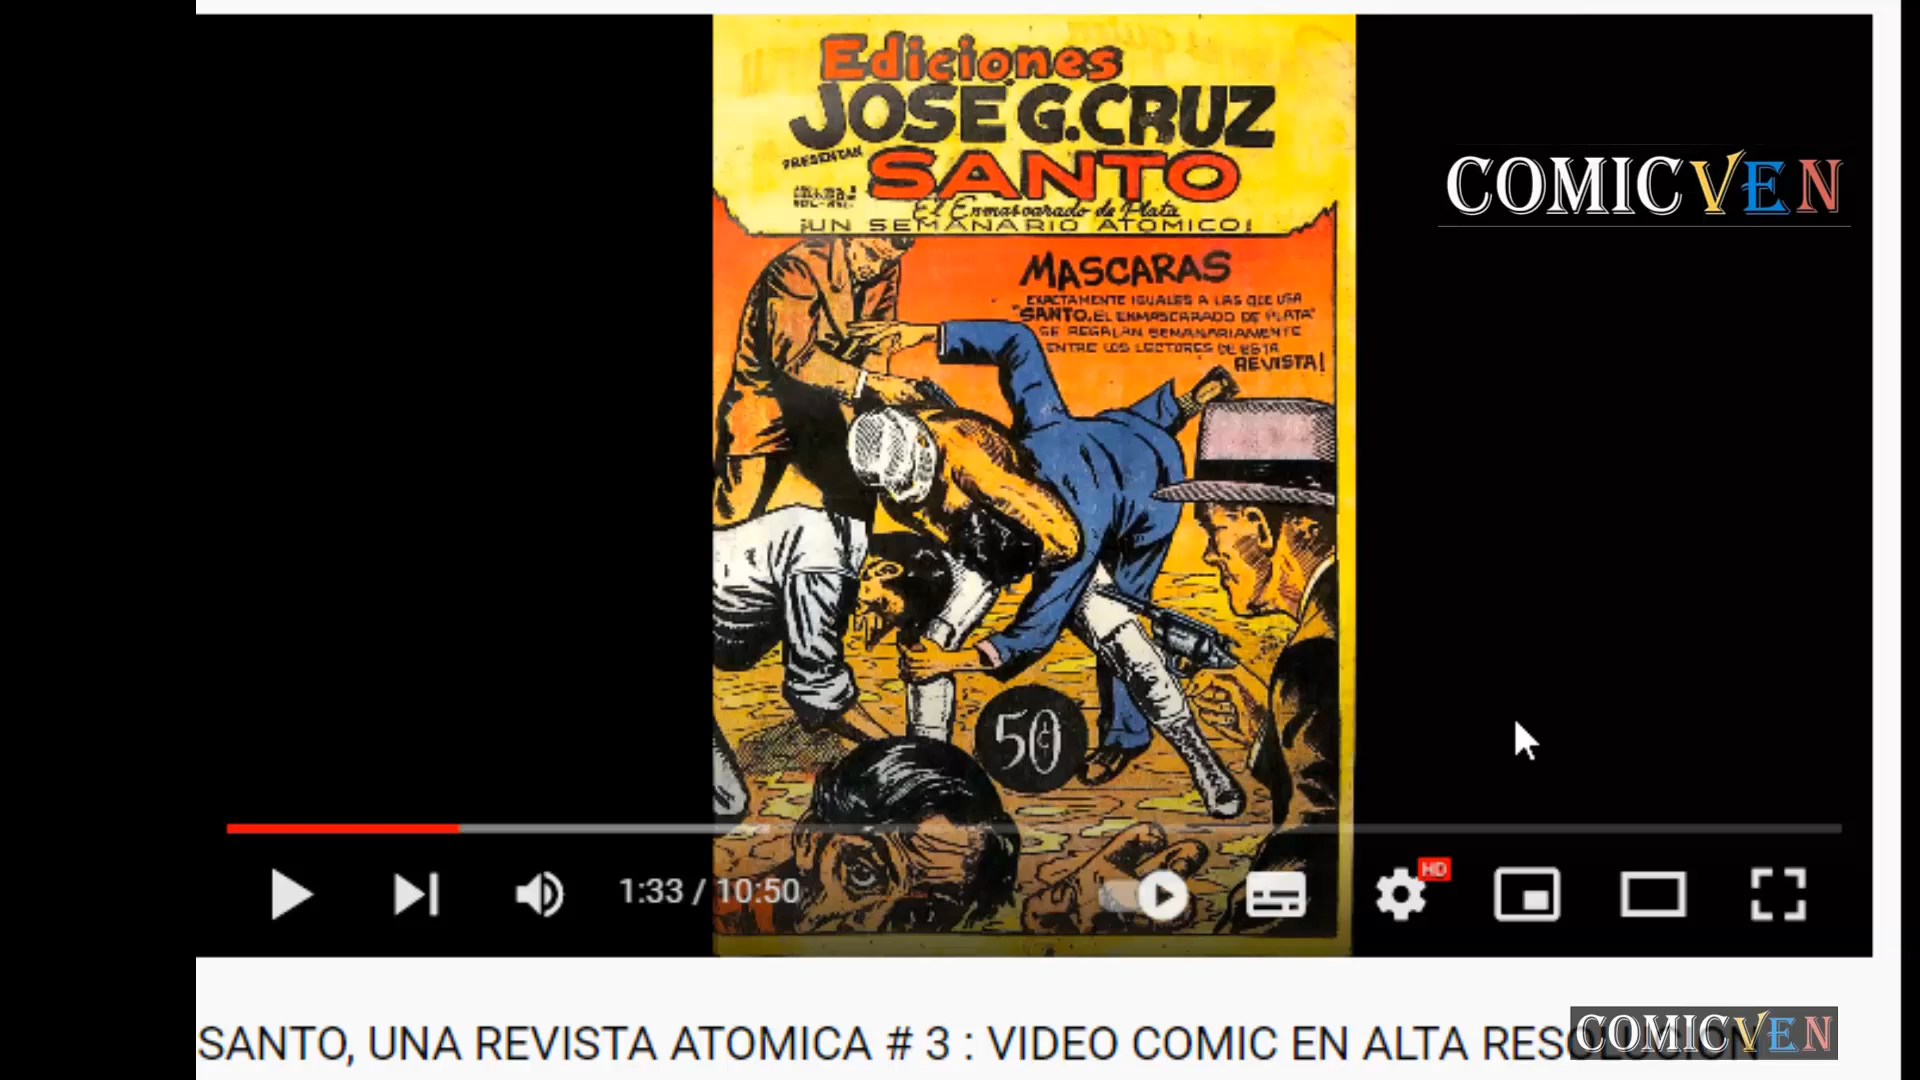 Ediciones
JOSE G. CRUZ
PRESENTAN
SANTO
El Enmascarado de Plata
¡UN SEMANARIO ATOMICO!
COMICVEN
MASCARAS
EXACTAMENTE IGUALES A LAS QUE USA
"SANTO, EL ENMASCARADO DE PLATA"
SE REGALAN SEMANARIAMENTE
ENTRE LOS LECTORES DE ESTA
REVISTA!
50¢
1:33 / 10:50
HD
SANTO, UNA REVISTA ATOMICA # 3 : VIDEO COMIC EN ALTA RESOLUCION
COMICVEN